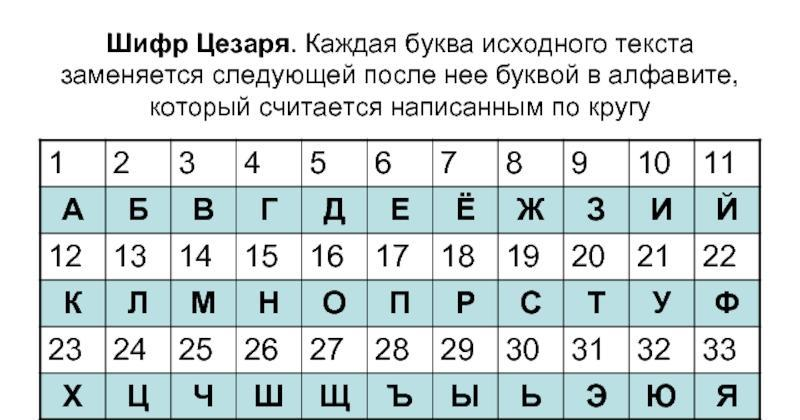 Шифр Цезаря. Каждая буква исходного текста
заменяется следующей после нее буквой в алфавите,
который считается написанным по кругу
1 2 3 4 5 6 7 8 9 10 11
А Б В Г Д Е Ё Ж З И Й
12 13 14 15 16 17 18 19 20 21 22
К Л М Н О П Р С Т У Ф
23 24 25 26 27 28 29 30 31 32 33
Х Ц Ч Ш Щ Ъ Ы Ь Э Ю Я